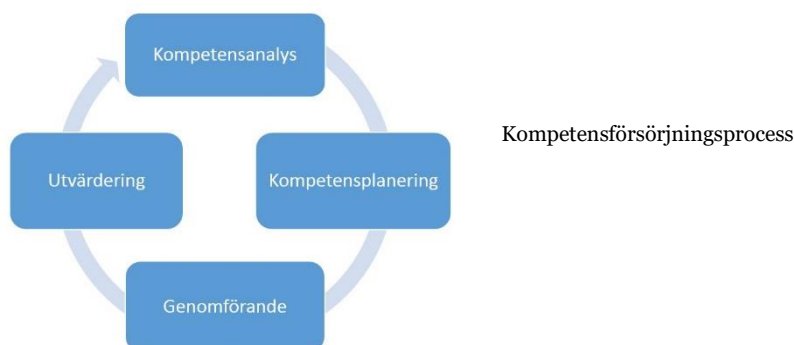 Kompetensanalys
Kompetensförsörjningsprocess
Utvärdering
Kompetensplanering
Genomförande